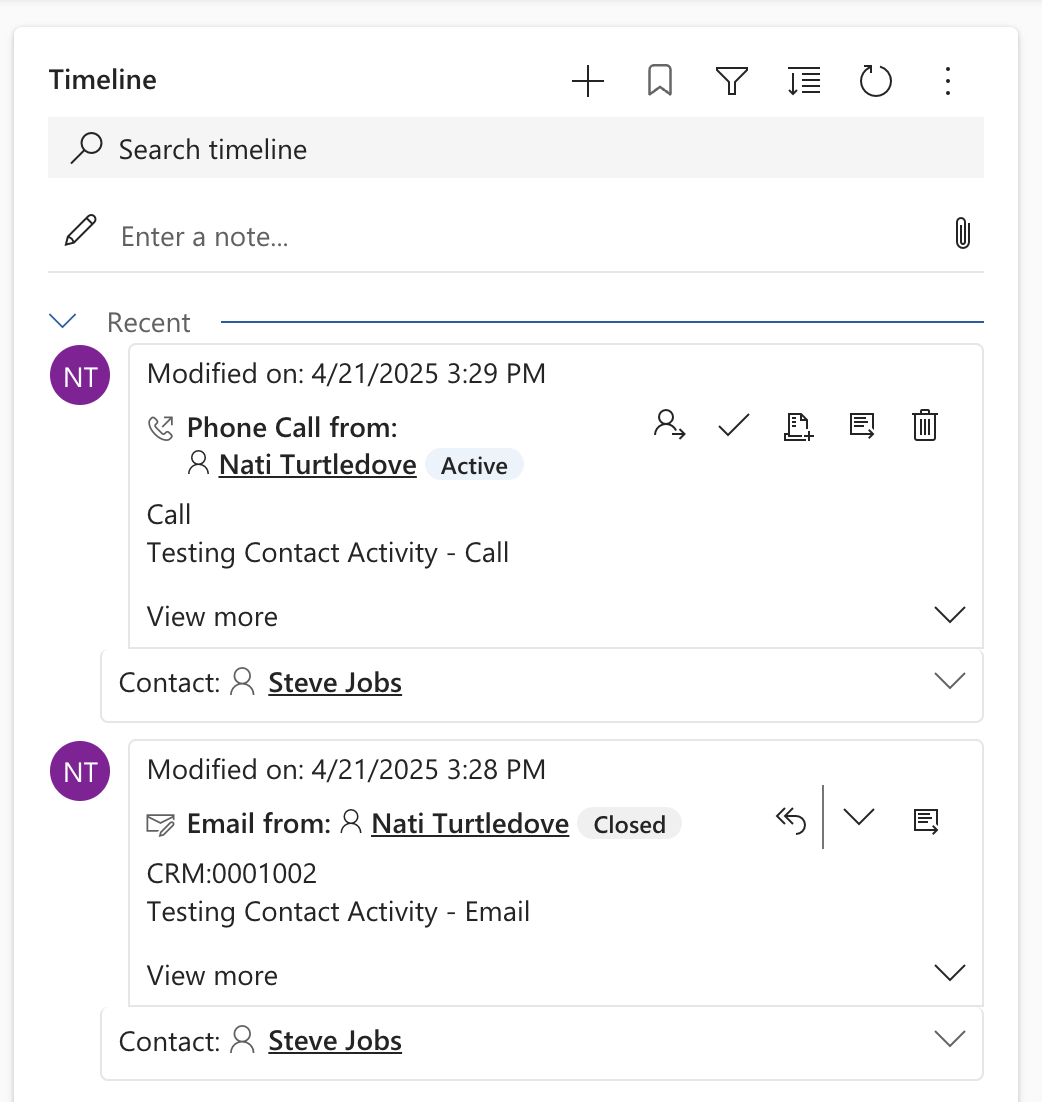 Timeline
Search timeline
Enter a note...
Recent
NT
Modified on: 4/21/2025 3:29 PM
Phone Call from:
Nati Turtledove Active
Call
Testing Contact Activity - Call
View more
Contact: Steve Jobs
NT
Modified on: 4/21/2025 3:28 PM
Email from: Nati Turtledove Closed
CRM:0001002
Testing Contact Activity - Email
View more
Contact: Steve Jobs